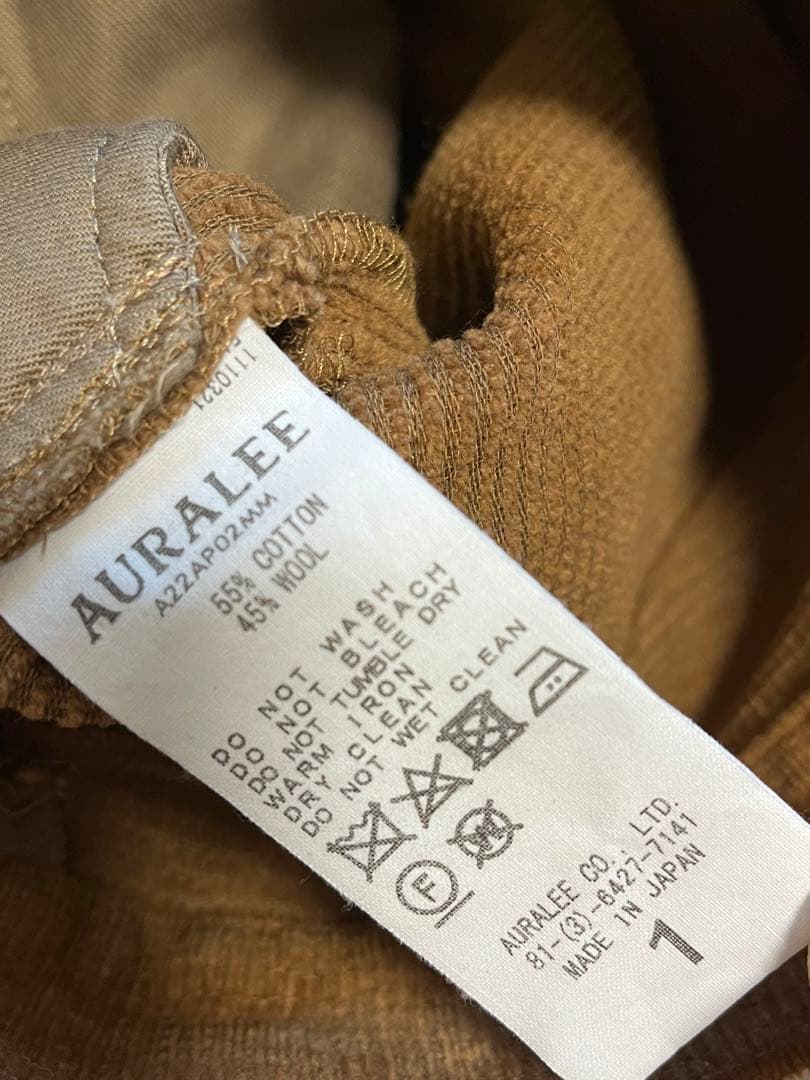 1110321
AURALEE
A22AP02MM
55% COTTON
45% WOOL
DO NOT WASH
DO NOT BLEACH
DO NOT TUMBLE DRY
WARM IRON
DRY CLEAN
DO NOT WET CLEAN
F
W
AURALEE CO., LTD.
81-(3)-6427-7141
MADE IN JAPAN
1